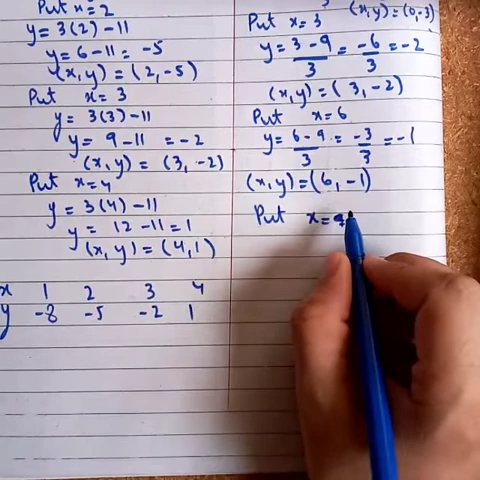 Put x=2
y=3(2)-11
y=6-11=-5
(x,y)=(2,-5)
Put x=3
y=3(3)-11
y=9-11=-2
(x,y)=(3,-2)
Put x=4
y=3(4)-11
y=12-11=1
(x,y)=(4,1)
x 1 2 3 4
y -8 -5 -2 1
(x,y)=(0,-3)
Put x=3
y=3-9/3=-6/3=-2
(x,y)=(3,-2)
Put x=6
y=6-9/3=-3/3=-1
(x,y)=(6,-1)
Put x=